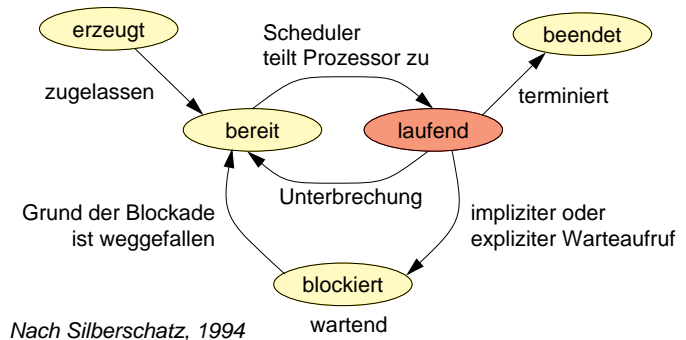 erzeugt
Scheduler
teilt Prozessor zu
beendet
zugelassen
terminiert
bereit
laufend
Unterbrechung
Grund der Blockade
ist weggefallen
impliziter oder
expliziter Warteaufruf
blockiert
wartend
Nach Silberschatz, 1994